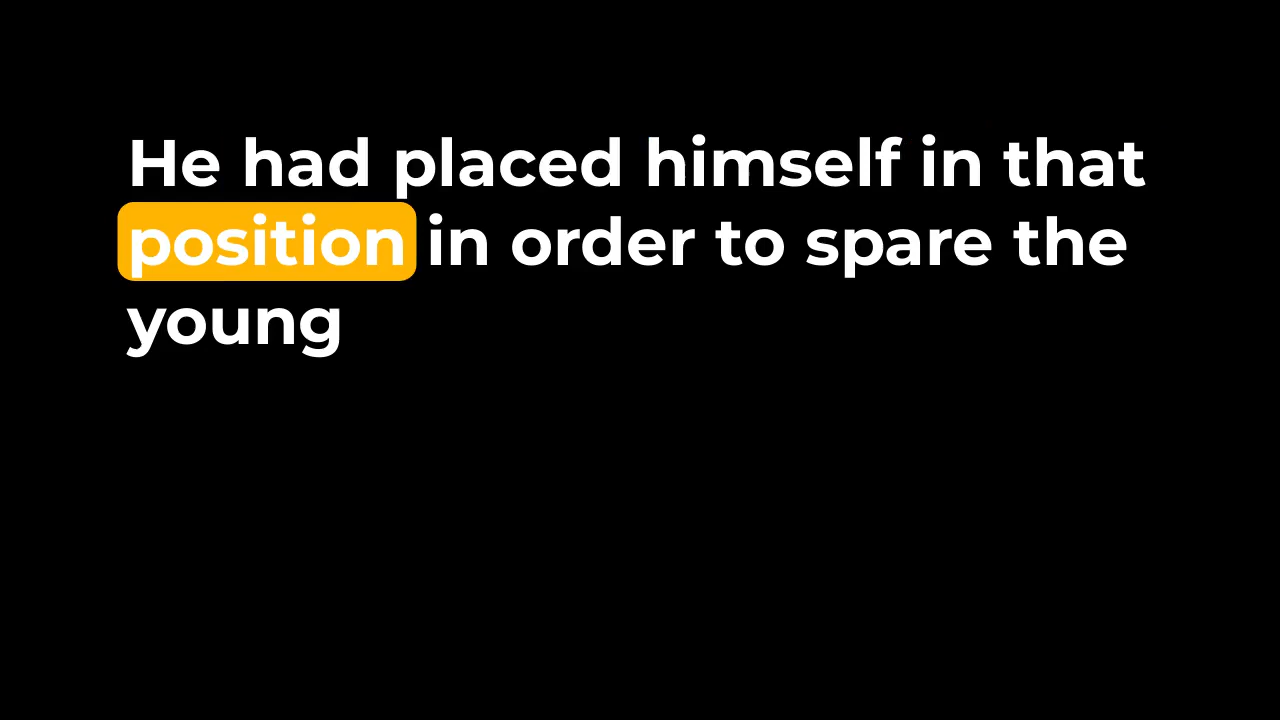 He had placed himself in that
position in order to spare the
young